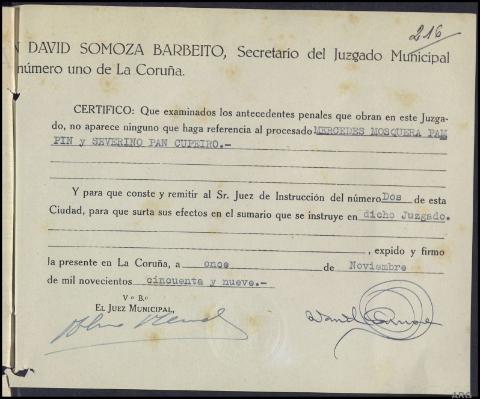 216
N DAVID SOMOZA BARBEITO, Secretario del Juzgado Municipal
número uno de La Coruña.
CERTIFICO: Que examinados los antecedentes penales que obran en este Juzga-
do, no aparece ninguno que haga referencia al procesado MERCEDES MOSQUERA PAM
PIN y SEVERINO PAN CUPEIRO.-
Y para que conste y remitir al Sr. Juez de Instrucción del número Dos de esta
Ciudad, para que surta sus efectos en el sumario que se instruye en dicho Juzgado.
, expido y firmo
la presente en La Coruña, a once de Noviembre
de mil novecientos cincuenta y nueve.-
V.º B.º
EL JUEZ MUNICIPAL,